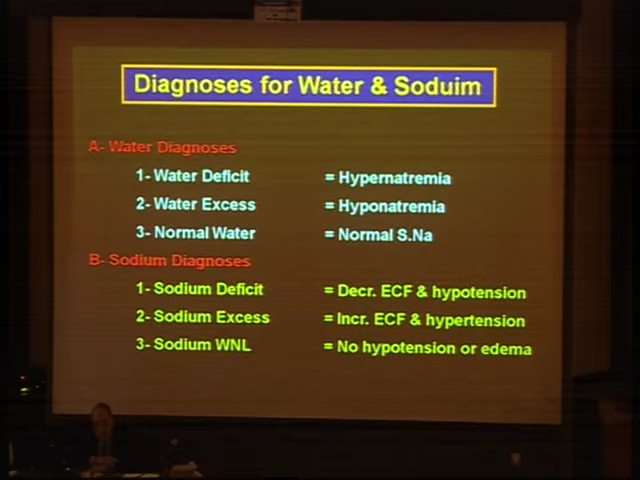 Diagnoses for Water & Soduim
A- Water Diagnoses
1- Water Deficit = Hypernatremia
2- Water Excess = Hyponatremia
3- Normal Water = Normal S.Na
B- Sodium Diagnoses
1- Sodium Deficit = Decr. ECF & hypotension
2- Sodium Excess = Incr. ECF & hypertension
3- Sodium WNL = No hypotension or edema